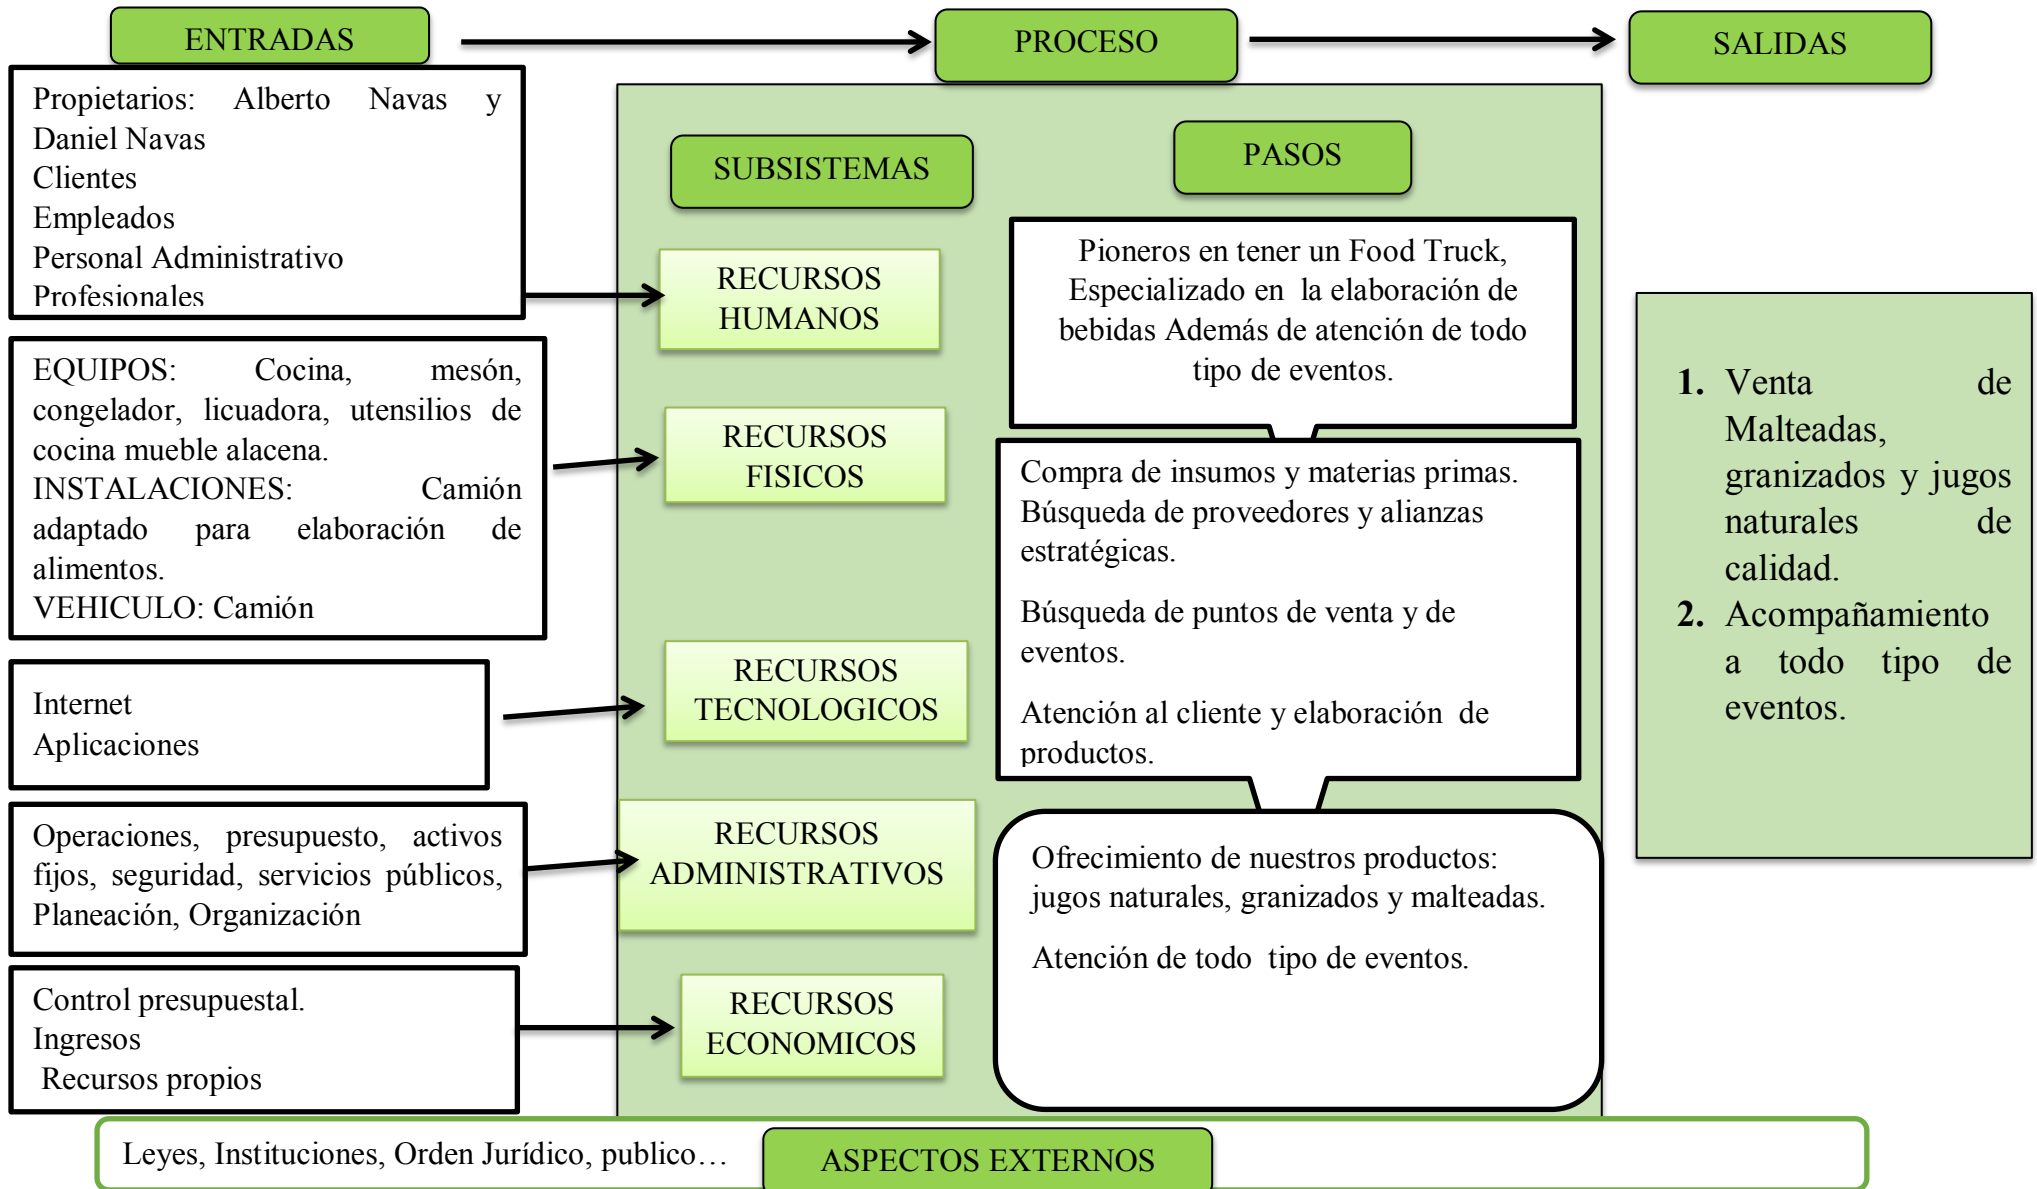 ENTRADAS
PROCESO
SALIDAS
Propietarios: Alberto Navas y
Daniel Navas
Clientes
Empleados
Personal Administrativo
Profesionales
EQUIPOS: Cocina, mesón,
congelador, licuadora, utensilios de
cocina mueble alacena.
INSTALACIONES: Camión
adaptado para elaboración de
alimentos.
VEHICULO: Camión
Internet
Aplicaciones
Operaciones, presupuesto, activos
fijos, seguridad, servicios públicos,
Planeación, Organización
Control presupuestal.
Ingresos
Recursos propios
SUBSISTEMAS
RECURSOS
HUMANOS
RECURSOS
FISICOS
RECURSOS
TECNOLOGICOS
RECURSOS
ADMINISTRATIVOS
RECURSOS
ECONOMICOS
PASOS
Pioneros en tener un Food Truck,
Especializado en la elaboración de
bebidas Además de atención de todo
tipo de eventos.
Compra de insumos y materias primas.
Búsqueda de proveedores y alianzas
estratégicas.
Búsqueda de puntos de venta y de
eventos.
Atención al cliente y elaboración de
productos.
Ofrecimiento de nuestros productos:
jugos naturales, granizados y malteadas.
Atención de todo tipo de eventos.
1. Venta de
Malteadas,
granizados y jugos
naturales de
calidad.
2. Acompañamiento
a todo tipo de
eventos.
Leyes, Instituciones, Orden Jurídico, publico…
ASPECTOS EXTERNOS